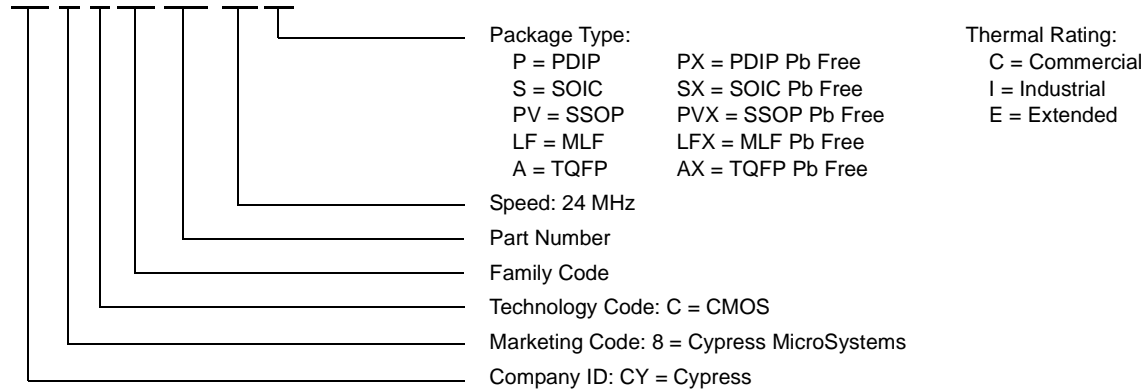 Package Type: Thermal Rating:
P = PDIP PX = PDIP Pb Free C = Commercial
S = SOIC SX = SOIC Pb Free I = Industrial
PV = SSOP PVX = SSOP Pb Free E = Extended
LF = MLF LFX = MLF Pb Free
A = TQFP AX = TQFP Pb Free
Speed: 24 MHz
Part Number
Family Code
Technology Code: C = CMOS
Marketing Code: 8 = Cypress MicroSystems
Company ID: CY = Cypress